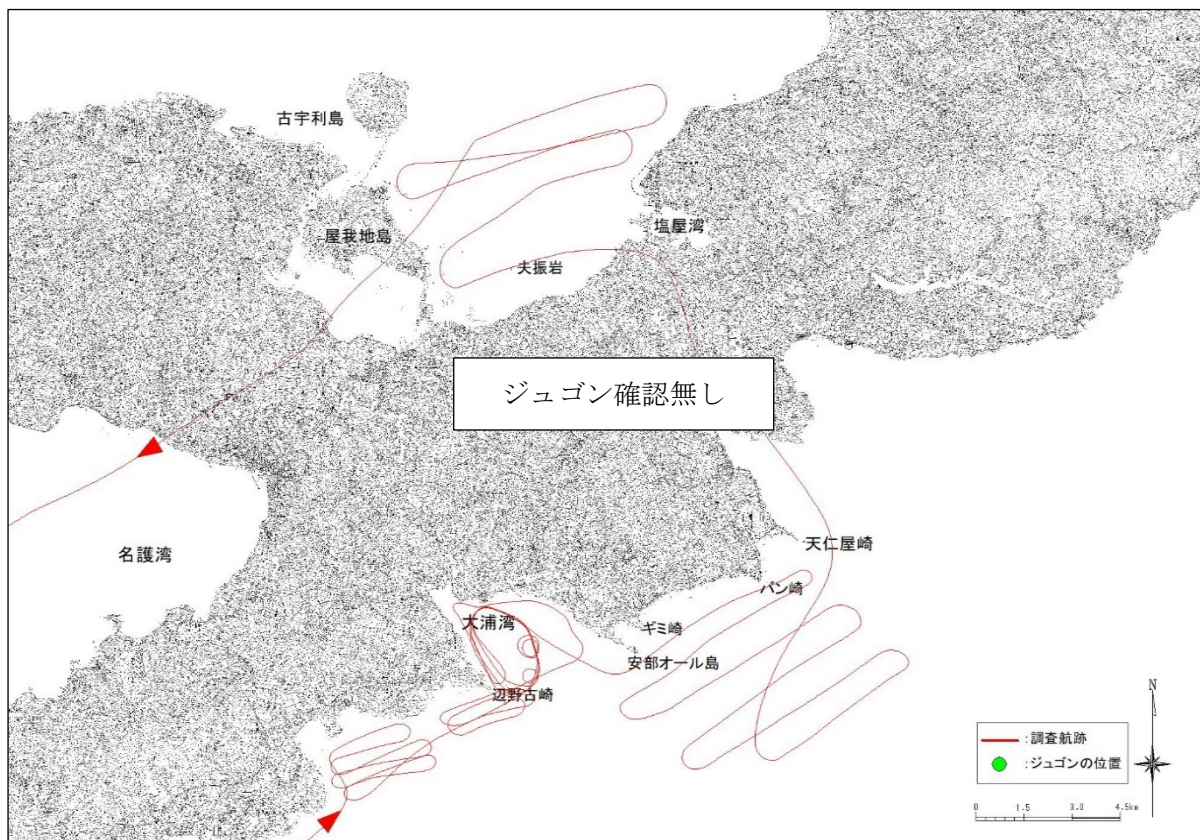 古宇利島
屋我地島
塩屋湾
夫振岩
ジュゴン確認無し
名護湾
天仁屋崎
バン崎
大浦湾
ギミ崎
安部オール島
辺野古崎
N
:調査航跡
:ジュゴンの位置
0 1.5 3.0 4.5km